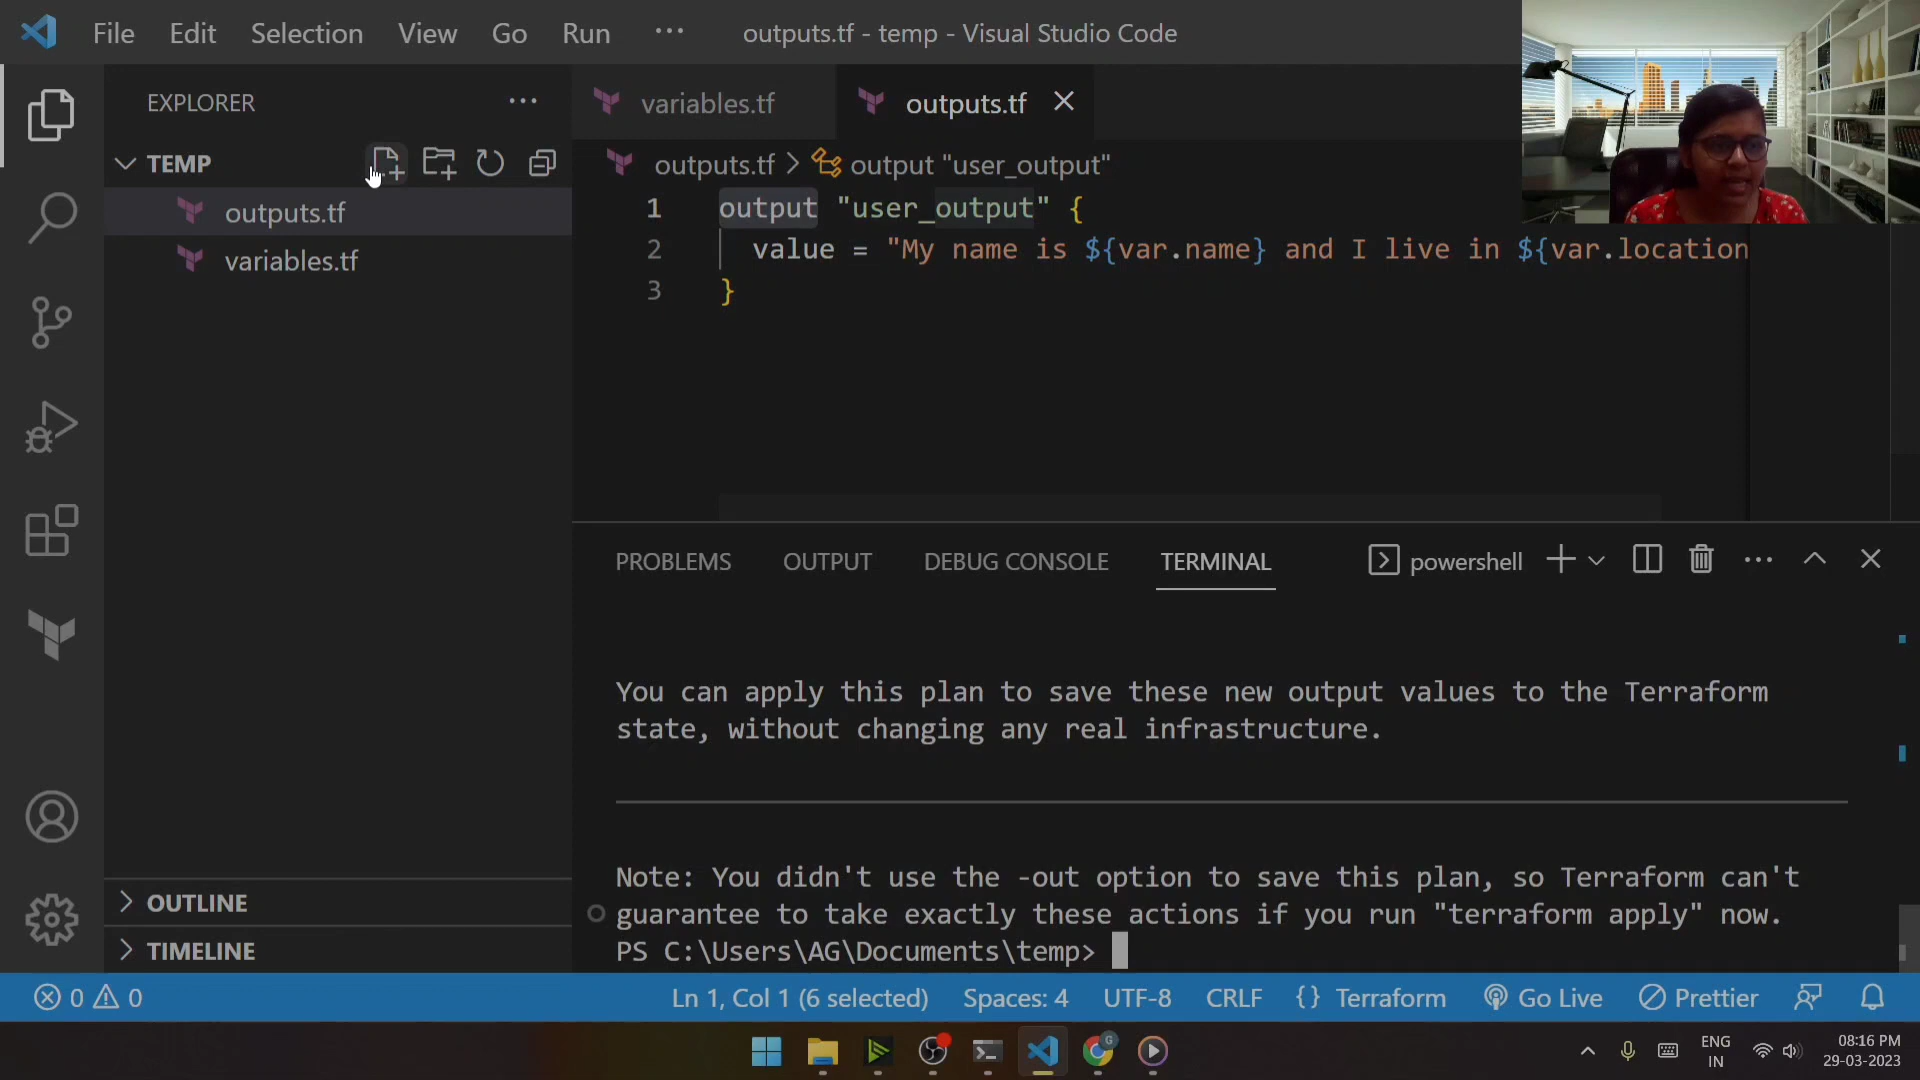 File Edit Selection View Go Run ... outputs.tf - temp - Visual Studio Code
EXPLORER ...
TEMP
outputs.tf
variables.tf
OUTLINE
TIMELINE
variables.tf outputs.tf
outputs.tf > output "user_output"
1 output "user_output" {
2 value = "My name is ${var.name} and I live in ${var.location
3 }
PROBLEMS OUTPUT DEBUG CONSOLE TERMINAL powershell
You can apply this plan to save these new output values to the Terraform
state, without changing any real infrastructure.
Note: You didn't use the -out option to save this plan, so Terraform can't
guarantee to take exactly these actions if you run "terraform apply" now.
PS C:\Users\AG\Documents\temp>
0 0 Ln 1, Col 1 (6 selected) Spaces: 4 UTF-8 CRLF {} Terraform Go Live Prettier
ENG 08:16 PM
IN 29-03-2023